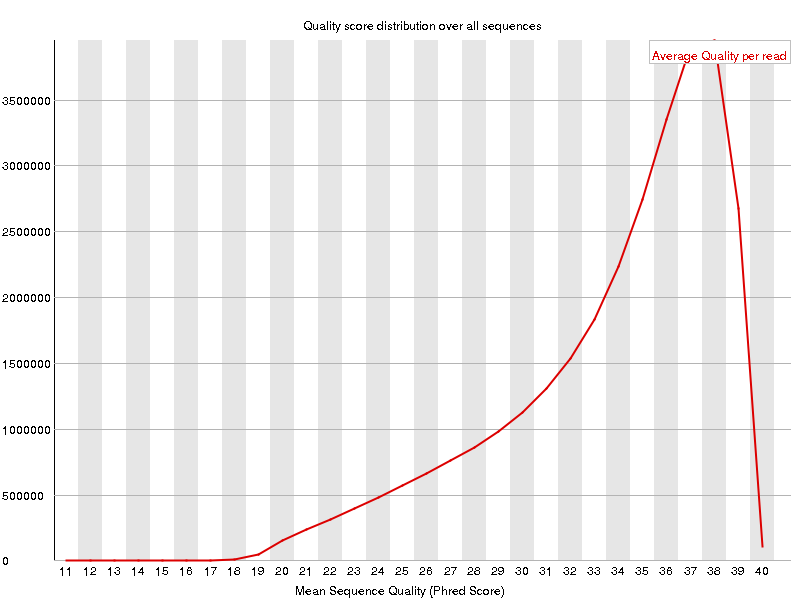 Quality score distribution over all sequences
Average Quality per read
3500000
3000000
2500000
2000000
1500000
1000000
500000
0
11 12 13 14 15 16 17 18 19 20 21 22 23 24 25 26 27 28 29 30 31 32 33 34 35 36 37 38 39 40
Mean Sequence Quality (Phred Score)